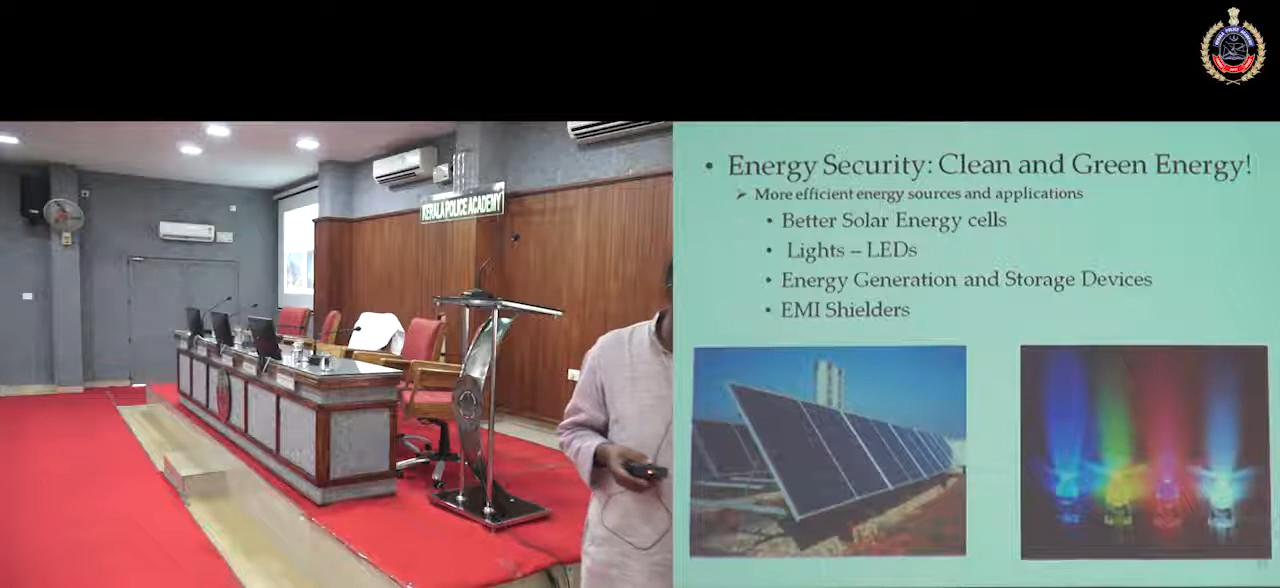 KERALA POLICE ACADEMY
• Energy Security: Clean and Green Energy!
➢ More efficient energy sources and applications
• Better Solar Energy cells
• Lights – LEDs
• Energy Generation and Storage Devices
• EMI Shielders